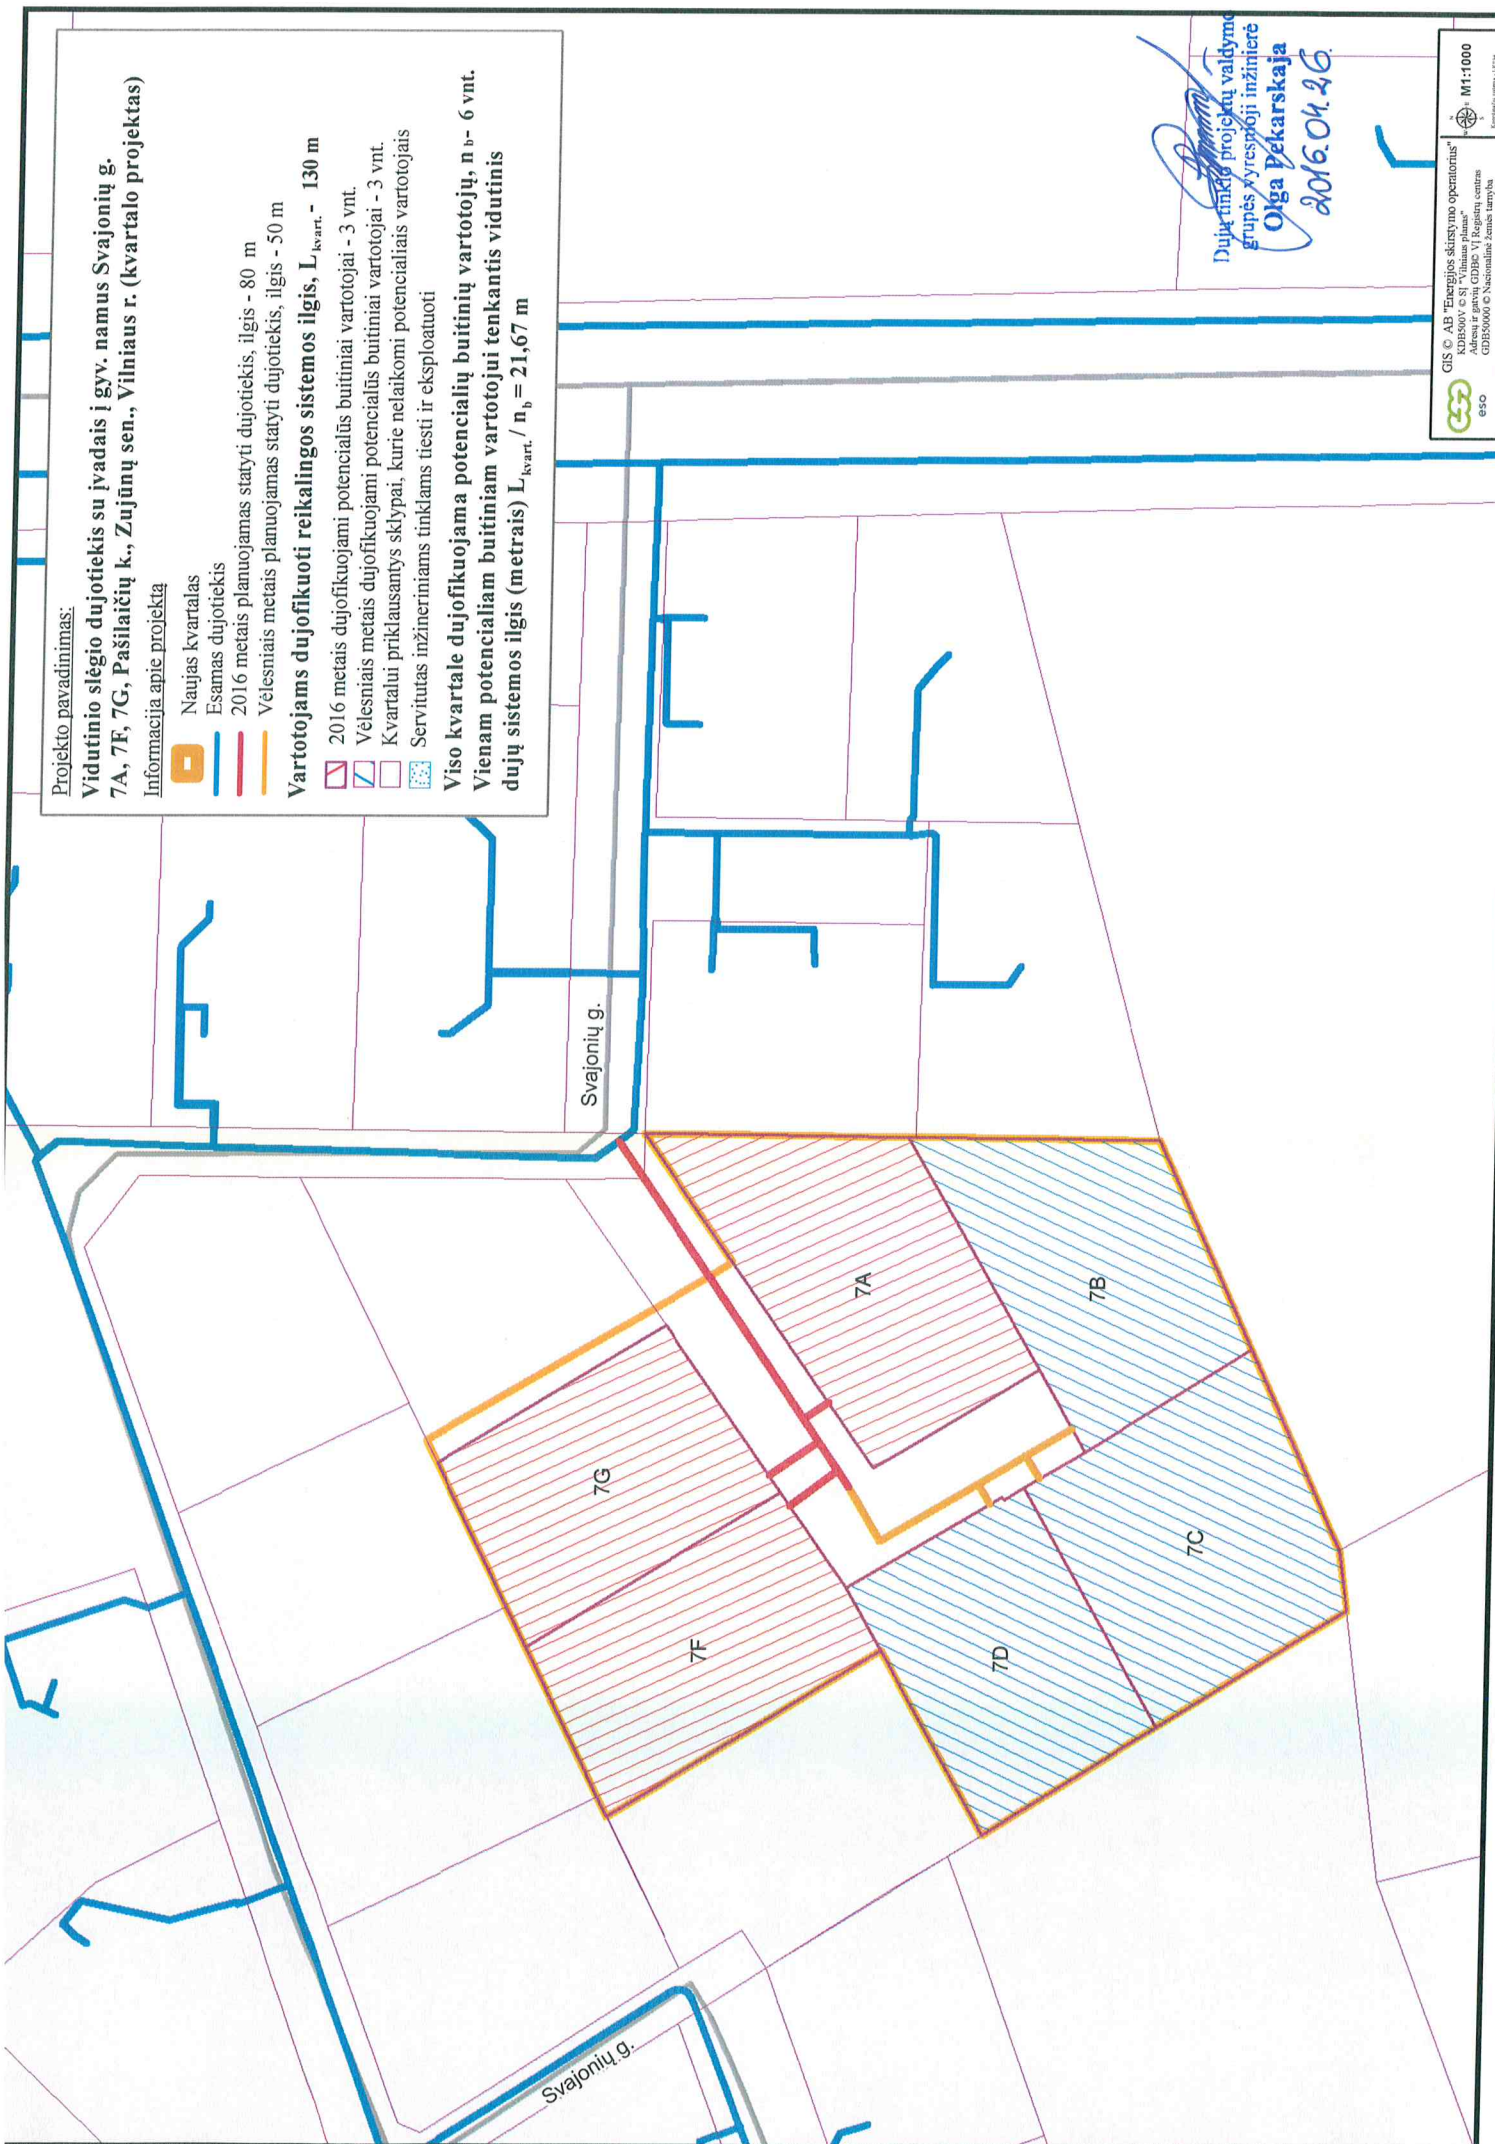 Projekto pavadinimas:
Vidutinio slėgio dujotiekis su įvadais į gyv. namus Svajonių g.
7A, 7F, 7G, Pašilaičių k., Zujūnų sen., Vilniaus r. (kvartalo projektas)
Informacija apie projektą
Naujas kvartalas
Esamas dujotiekis
2016 metais planuojamas statyti dujotiekis, ilgis - 80 m
Vėlesniais metais planuojamas statyti dujotiekis, ilgis - 50 m
Vartotojams dujofikuoti reikalingos sistemos ilgis, L kvart. - 130 m
2016 metais dujofikuojami potencialūs buitiniai vartotojai - 3 vnt.
Vėlesniais metais dujofikuojami potencialūs buitiniai vartotojai - 3 vnt.
Kvartalui priklausantys sklypai, kurie nelaikomi potencialiais vartotojais
Servitutas inžineriniams tinklams tiesti ir eksploatuoti
Viso kvartale dujofikuojama potencialių buitinių vartotojų, n b - 6 vnt.
Vienam potencialiam buitiniam vartotojui tenkantis vidutinis
dujų sistemos ilgis (metrais) L kvart. / n b = 21,67 m
Svajonių g.
Svajonių g.
7G
7F
7A
7B
7D
7C
Dujų tinklo projektų valdymo
grupės vyresnioji inžinierė
Olga Pekarskaja
2016.04.26
eso
GIS © AB "Energijos skirstymo operatorius"
KDB500V © SĮ "Vilniaus planas"
Adresų ir gatvių GDB© VĮ Registrų centras
GDB50000 © Nacionalinė žemės tarnyba
N
E
S
W
M1:1000